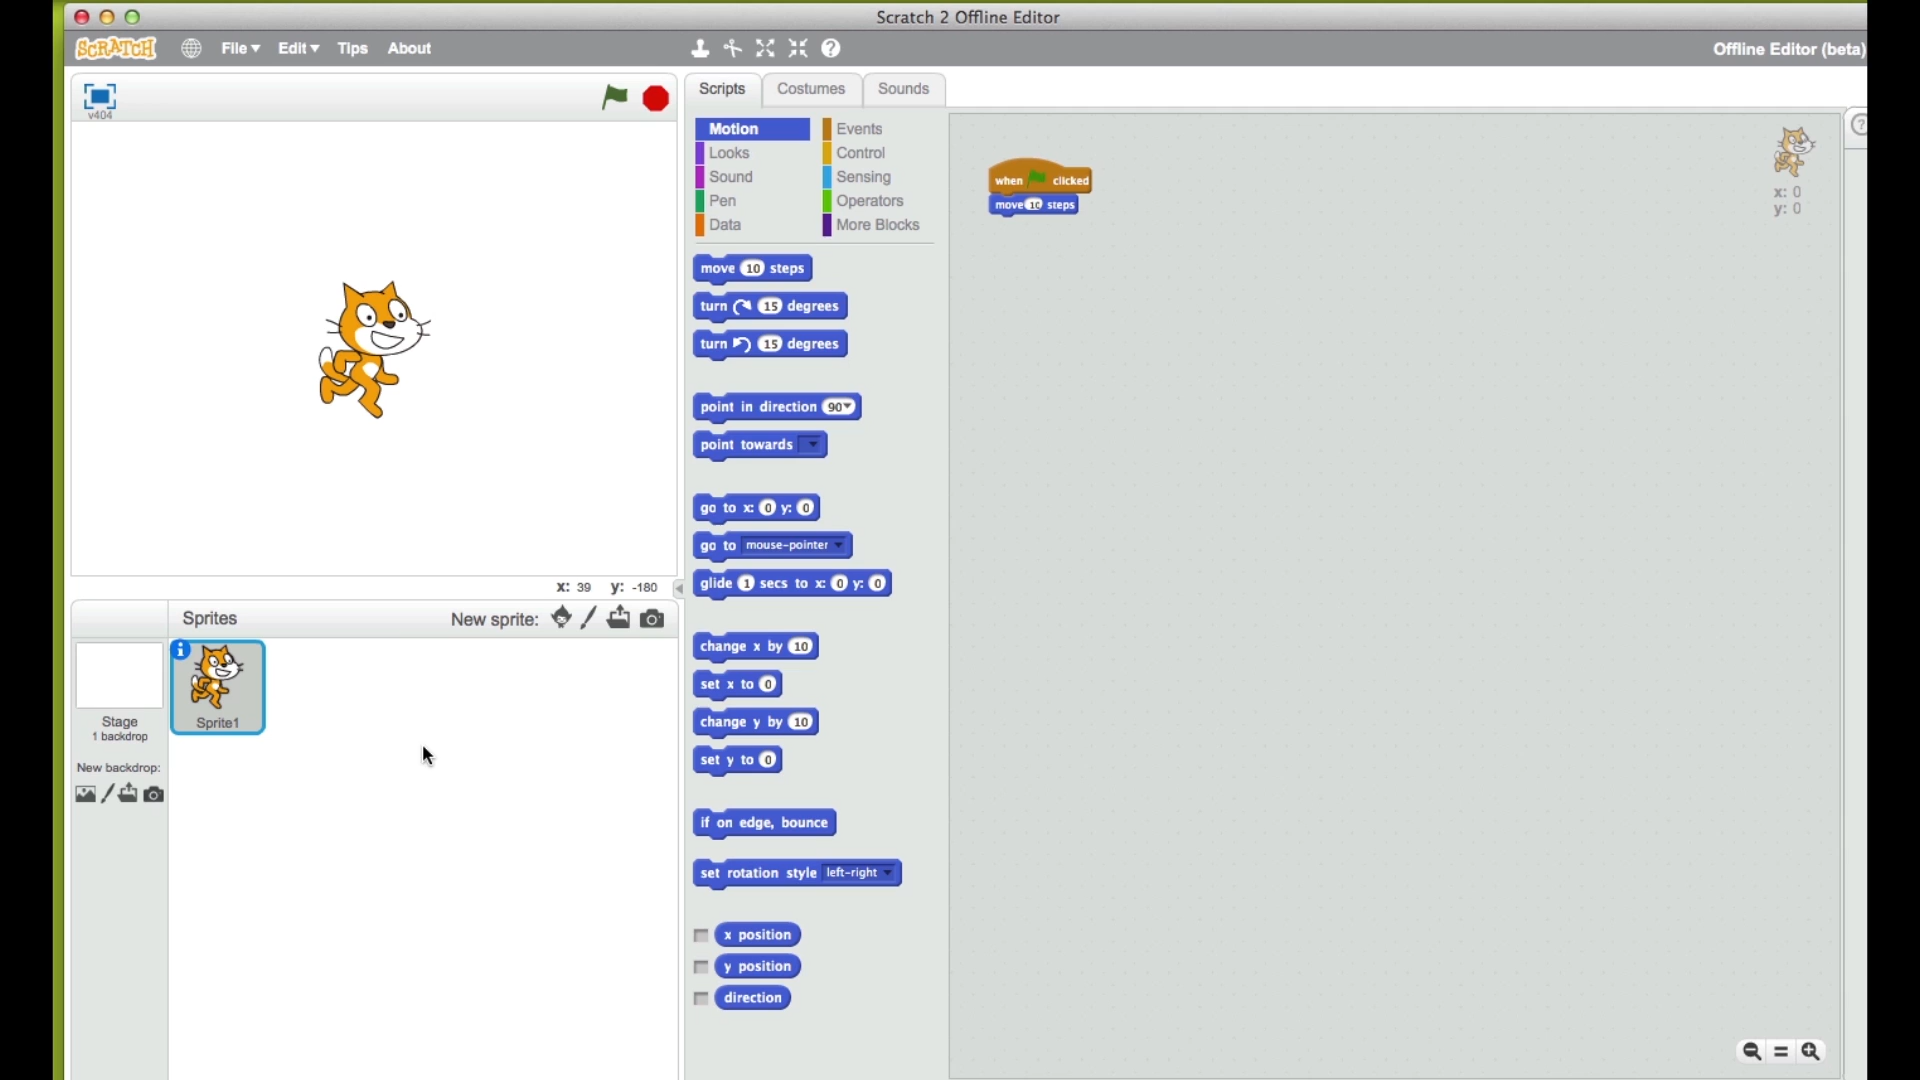 Scratch 2 Offline Editor
SCRATCH
File▾ Edit▾ Tips About
Offline Editor (beta)
v404
Scripts Costumes Sounds
Motion
Looks
Sound
Pen
Data
Events
Control
Sensing
Operators
More Blocks
move 10 steps
turn 15 degrees
turn 15 degrees
point in direction 90▾
point towards
go to x: 0 y: 0
go to mouse-pointer
glide 1 secs to x: 0 y: 0
change x by 10
set x to 0
change y by 10
set y to 0
if on edge, bounce
set rotation style left-right
x position
y position
direction
when clicked
move 10 steps
x: 0
y: 0
x: 39 y: -180
Sprites
New sprite:
Sprite1
Stage
1 backdrop
New backdrop: